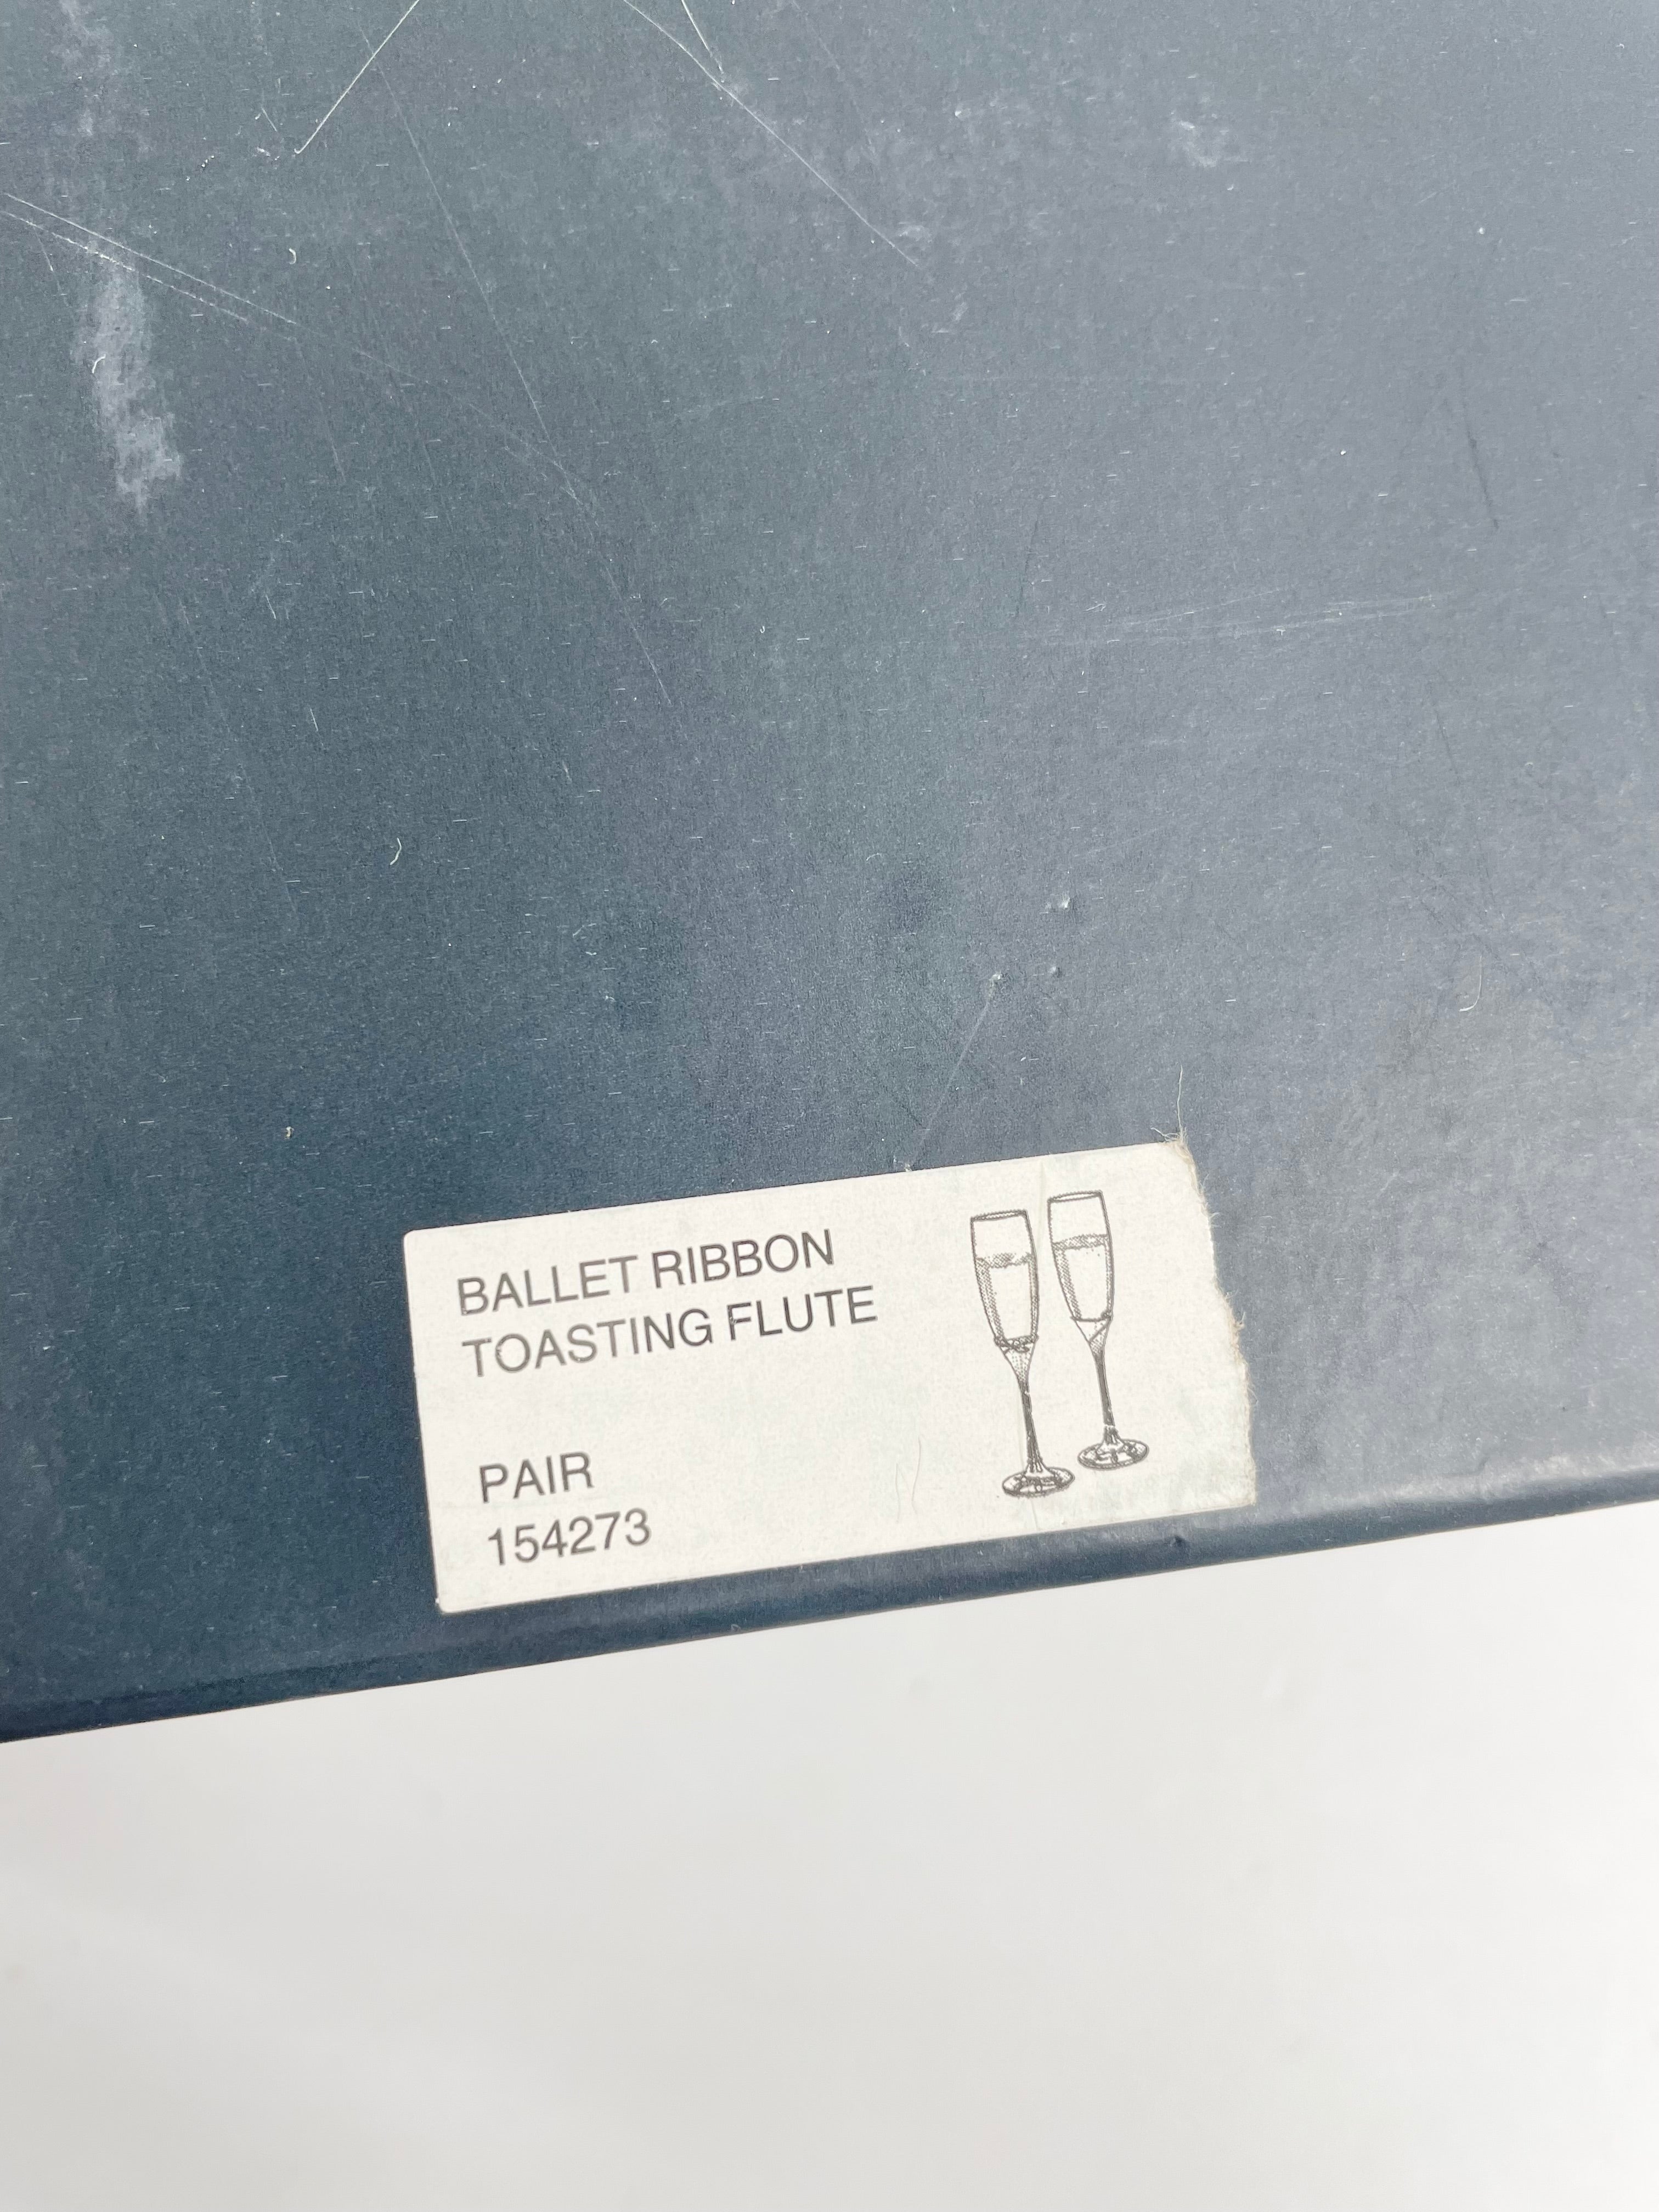 BALLET RIBBON
TOASTING FLUTE
PAIR
154273